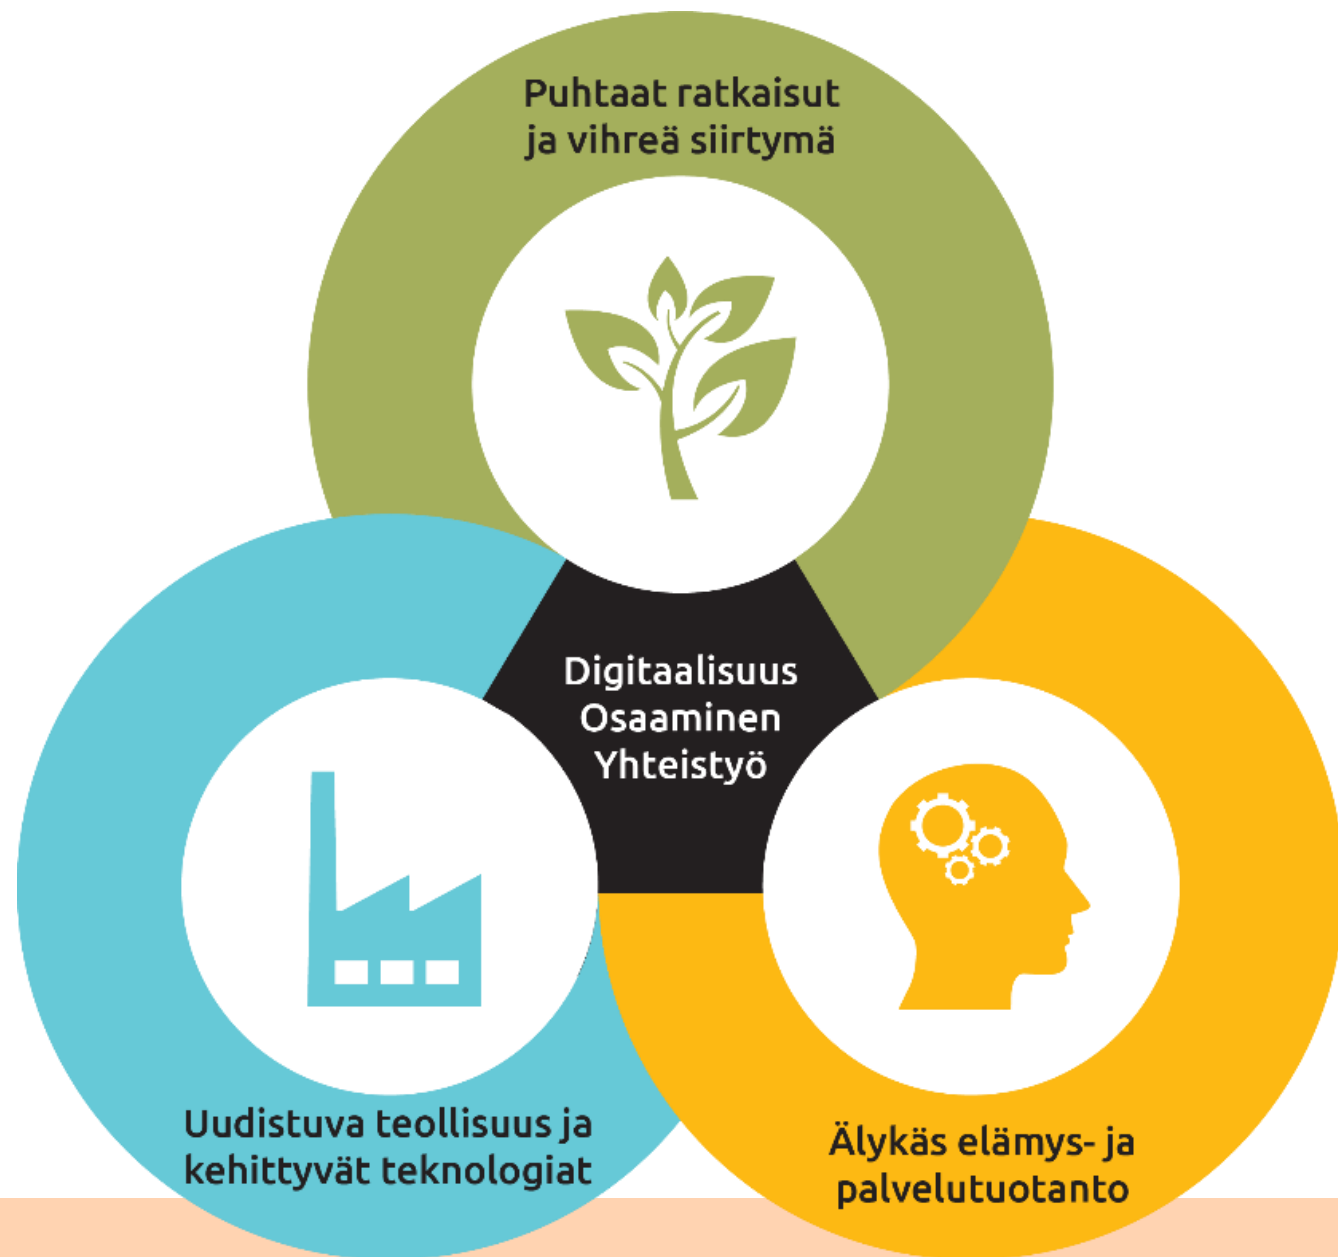 Puhtaat ratkaisut
ja vihreä siirtymä
Digitaalisuus
Osaaminen
Yhteistyö
Uudistuva teollisuus ja
kehittyvät teknologiat
Älykäs elämys- ja
palvelutuotanto